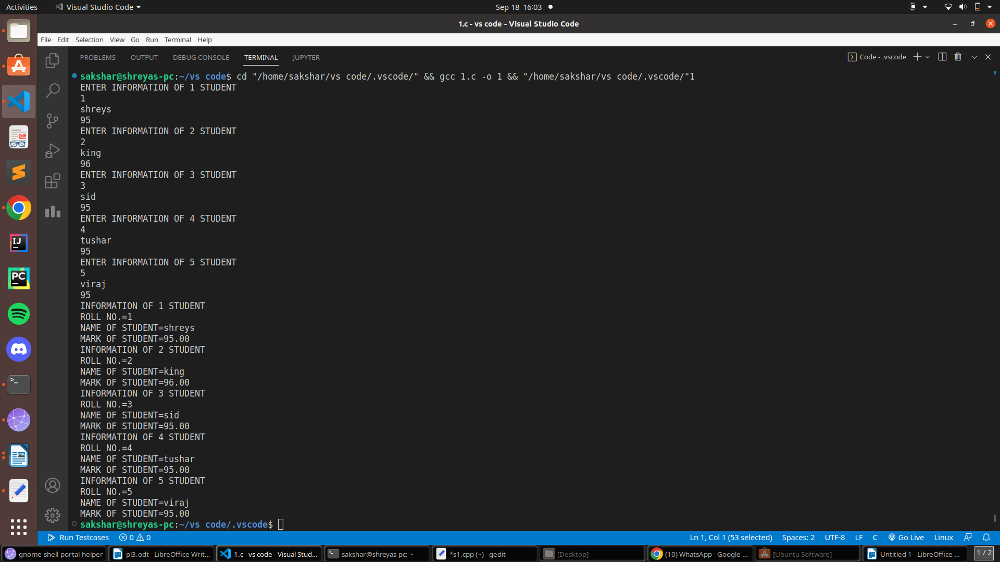 Activities Visual Studio Code Sep 18 16:03
1.c - vs code - Visual Studio Code
File Edit Selection View Go Run Terminal Help
PROBLEMS OUTPUT DEBUG CONSOLE TERMINAL JUPYTER Code - .vscode
sakshar@shreyas-pc:~/vs code$ cd "/home/sakshar/vs code/.vscode/" && gcc 1.c -o 1 && "/home/sakshar/vs code/.vscode/"1
ENTER INFORMATION OF 1 STUDENT
1
shreys
95
ENTER INFORMATION OF 2 STUDENT
2
king
96
ENTER INFORMATION OF 3 STUDENT
3
sid
95
ENTER INFORMATION OF 4 STUDENT
4
tushar
95
ENTER INFORMATION OF 5 STUDENT
5
viraj
95
INFORMATION OF 1 STUDENT
ROLL NO.=1
NAME OF STUDENT=shreys
MARK OF STUDENT=95.00
INFORMATION OF 2 STUDENT
ROLL NO.=2
NAME OF STUDENT=king
MARK OF STUDENT=96.00
INFORMATION OF 3 STUDENT
ROLL NO.=3
NAME OF STUDENT=sid
MARK OF STUDENT=95.00
INFORMATION OF 4 STUDENT
ROLL NO.=4
NAME OF STUDENT=tushar
MARK OF STUDENT=95.00
INFORMATION OF 5 STUDENT
ROLL NO.=5
NAME OF STUDENT=viraj
MARK OF STUDENT=95.00
sakshar@shreyas-pc:~/vs code/.vscode$
Run Testcases 0 0 Ln 1, Col 1 (53 selected) Spaces: 2 UTF-8 LF C Go Live Linux
gnome-shell-portal-helper pl3.odt - LibreOffice Writ... 1.c - vs code - Visual Stud... sakshar@shreyas-pc: ~ *s1.cpp (~) - gedit [Desktop] (10) WhatsApp - Google ... [Ubuntu Software] Untitled 1 - LibreOffice ... 1 / 2
IJ
PC